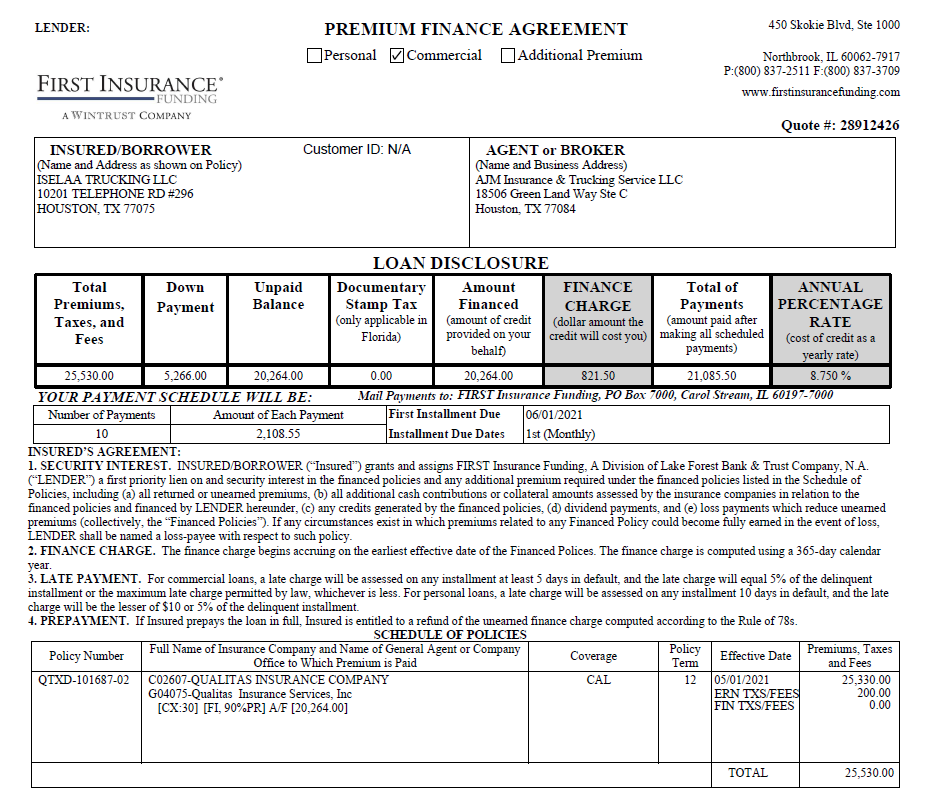 LENDER:
PREMIUM FINANCE AGREEMENT
Personal Commercial Additional Premium
450 Skokie Blvd, Ste 1000
Northbrook, IL 60062-7917
P:(800) 837-2511 F:(800) 837-3709
www.firstinsurancefunding.com
FIRST INSURANCE®
FUNDING
A WINTRUST COMPANY
Quote #: 28912426
INSURED/BORROWER Customer ID: N/A
(Name and Address as shown on Policy)
ISELAA TRUCKING LLC
10201 TELEPHONE RD #296
HOUSTON, TX 77075
AGENT or BROKER
(Name and Business Address)
AJM Insurance & Trucking Service LLC
18506 Green Land Way Ste C
Houston, TX 77084
LOAN DISCLOSURE
Total
Premiums,
Taxes, and
Fees
Down
Payment
Unpaid
Balance
Documentary
Stamp Tax
(only applicable in
Florida)
Amount
Financed
(amount of credit
provided on your
behalf)
FINANCE
CHARGE
(dollar amount the
credit will cost you)
Total of
Payments
(amount paid after
making all scheduled
payments)
ANNUAL
PERCENTAGE
RATE
(cost of credit as a
yearly rate)
25,530.00 5,266.00 20,264.00 0.00 20,264.00 821.50 21,085.50 8.750 %
YOUR PAYMENT SCHEDULE WILL BE: Mail Payments to: FIRST Insurance Funding, PO Box 7000, Carol Stream, IL 60197-7000
Number of Payments Amount of Each Payment First Installment Due 06/01/2021
10 2,108.55 Installment Due Dates 1st (Monthly)
INSURED'S AGREEMENT:
1. SECURITY INTEREST. INSURED/BORROWER ("Insured") grants and assigns FIRST Insurance Funding, A Division of Lake Forest Bank & Trust Company, N.A.
("LENDER") a first priority lien on and security interest in the financed policies and any additional premium required under the financed policies listed in the Schedule of
Policies, including (a) all returned or unearned premiums, (b) all additional cash contributions or collateral amounts assessed by the insurance companies in relation to the
financed policies and financed by LENDER hereunder, (c) any credits generated by the financed policies, (d) dividend payments, and (e) loss payments which reduce unearned
premiums (collectively, the "Financed Policies"). If any circumstances exist in which premiums related to any Financed Policy could become fully earned in the event of loss,
LENDER shall be named a loss-payee with respect to such policy.
2. FINANCE CHARGE. The finance charge begins accruing on the earliest effective date of the Financed Polices. The finance charge is computed using a 365-day calendar
year.
3. LATE PAYMENT. For commercial loans, a late charge will be assessed on any installment at least 5 days in default, and the late charge will equal 5% of the delinquent
installment or the maximum late charge permitted by law, whichever is less. For personal loans, a late charge will be assessed on any installment 10 days in default, and the late
charge will be the lesser of $10 or 5% of the delinquent installment.
4. PREPAYMENT. If Insured prepays the loan in full, Insured is entitled to a refund of the unearned finance charge computed according to the Rule of 78s.
SCHEDULE OF POLICIES
Policy Number
Full Name of Insurance Company and Name of General Agent or Company
Office to Which Premium is Paid
Coverage
Policy
Term
Effective Date
Premiums, Taxes
and Fees
QTXD-101687-02 C02607-QUALITAS INSURANCE COMPANY CAL 12 05/01/2021 25,330.00
G04075-Qualitas Insurance Services, Inc ERN TXS/FEES 200.00
[CX:30] [FI, 90%PR] A/F [20,264.00] FIN TXS/FEES 0.00
TOTAL 25,530.00